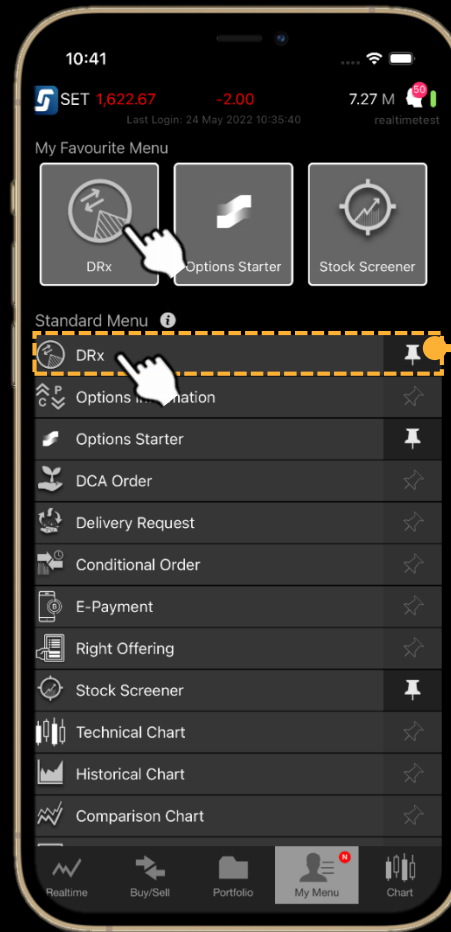 10:41
SET 1,622.67 -2.00 7.27 M 50
Last Login: 24 May 2022 10:35:40 realtimetest
My Favourite Menu
DRx Options Starter Stock Screener
Standard Menu i
DRx
C P Options
Options Starter
DCA Order
Delivery Request
Conditional Order
E-Payment
Right Offering
Stock Screener
Technical Chart
Historical Chart
Comparison Chart
N
Realtime Buy/Sell Portfolio My Menu Chart